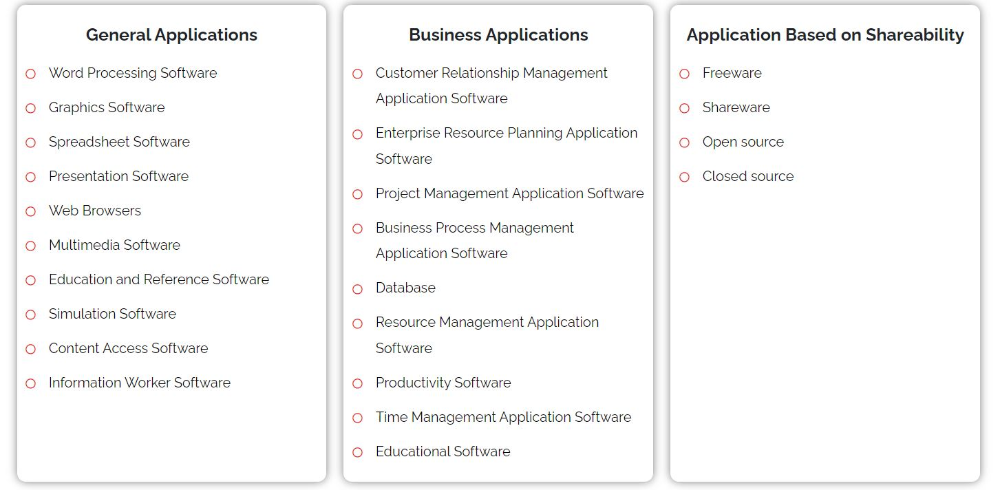 General Applications
Word Processing Software
Graphics Software
Spreadsheet Software
Presentation Software
Web Browsers
Multimedia Software
Education and Reference Software
Simulation Software
Content Access Software
Information Worker Software
Business Applications
Customer Relationship Management
Application Software
Enterprise Resource Planning Application
Software
Project Management Application Software
Business Process Management
Application Software
Database
Resource Management Application
Software
Productivity Software
Time Management Application Software
Educational Software
Application Based on Shareability
Freeware
Shareware
Open source
Closed source